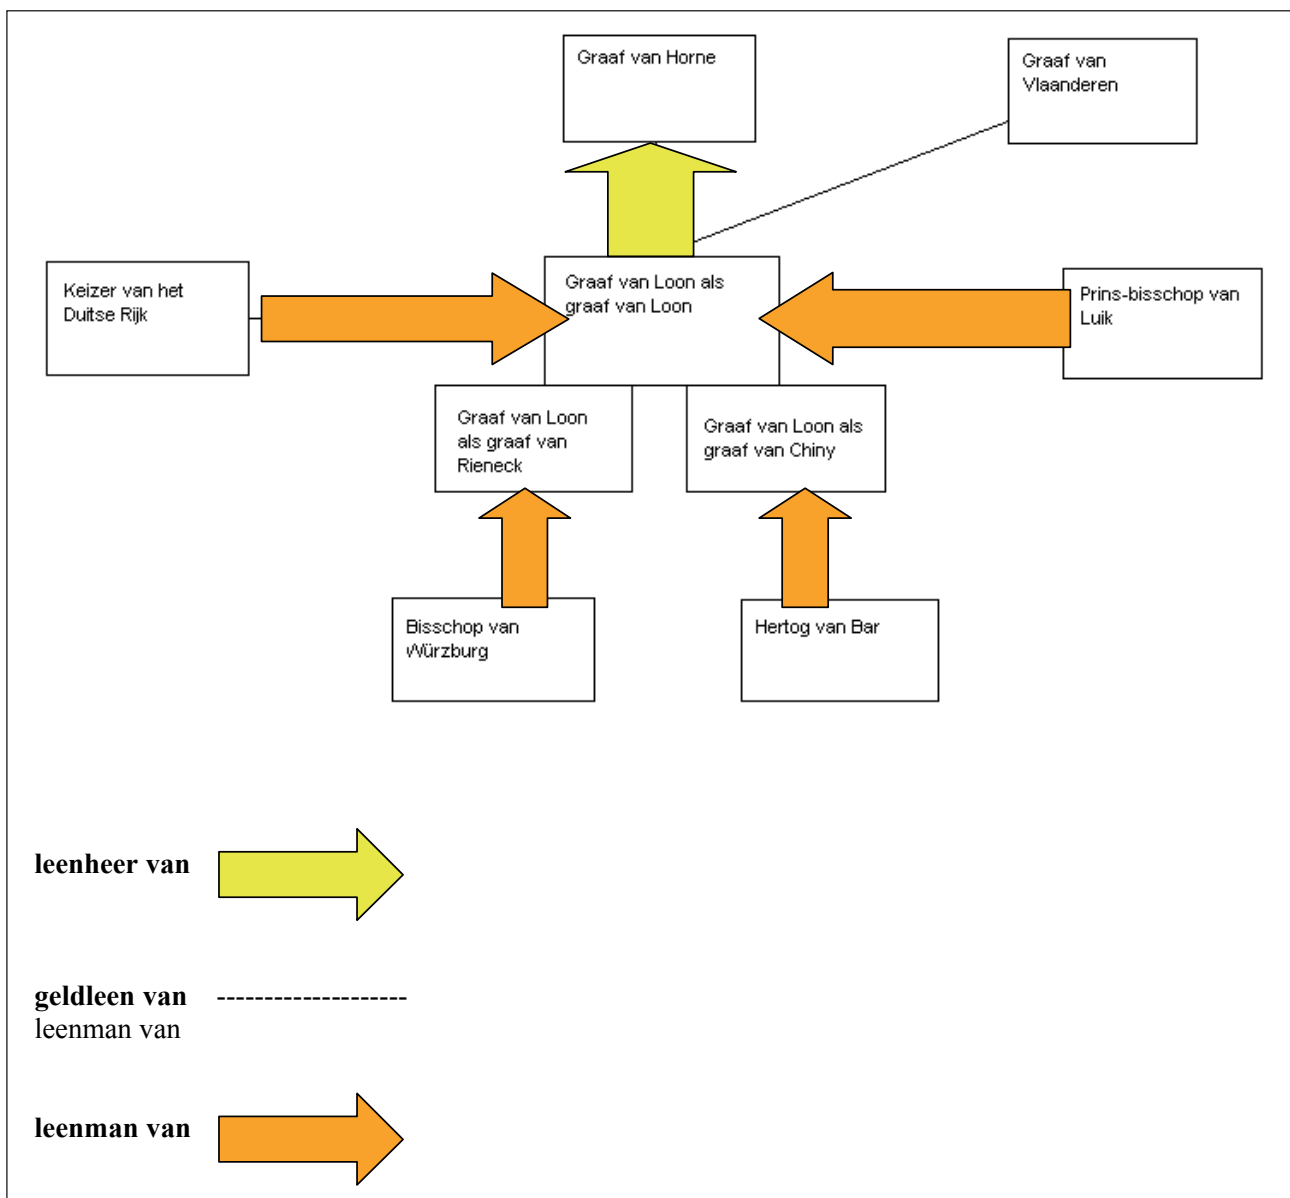 Graaf van Horne
Graaf van
Vlaanderen
Keizer van het
Duitse Rijk
Graaf van Loon als
graaf van Loon
Prins-bisschop van
Luik
Graaf van Loon
als graaf van
Rieneck
Graaf van Loon als
graaf van Chiny
Bisschop van
Würzburg
Hertog van Bar
leenheer van
geldleen van
leenman van
leenman van